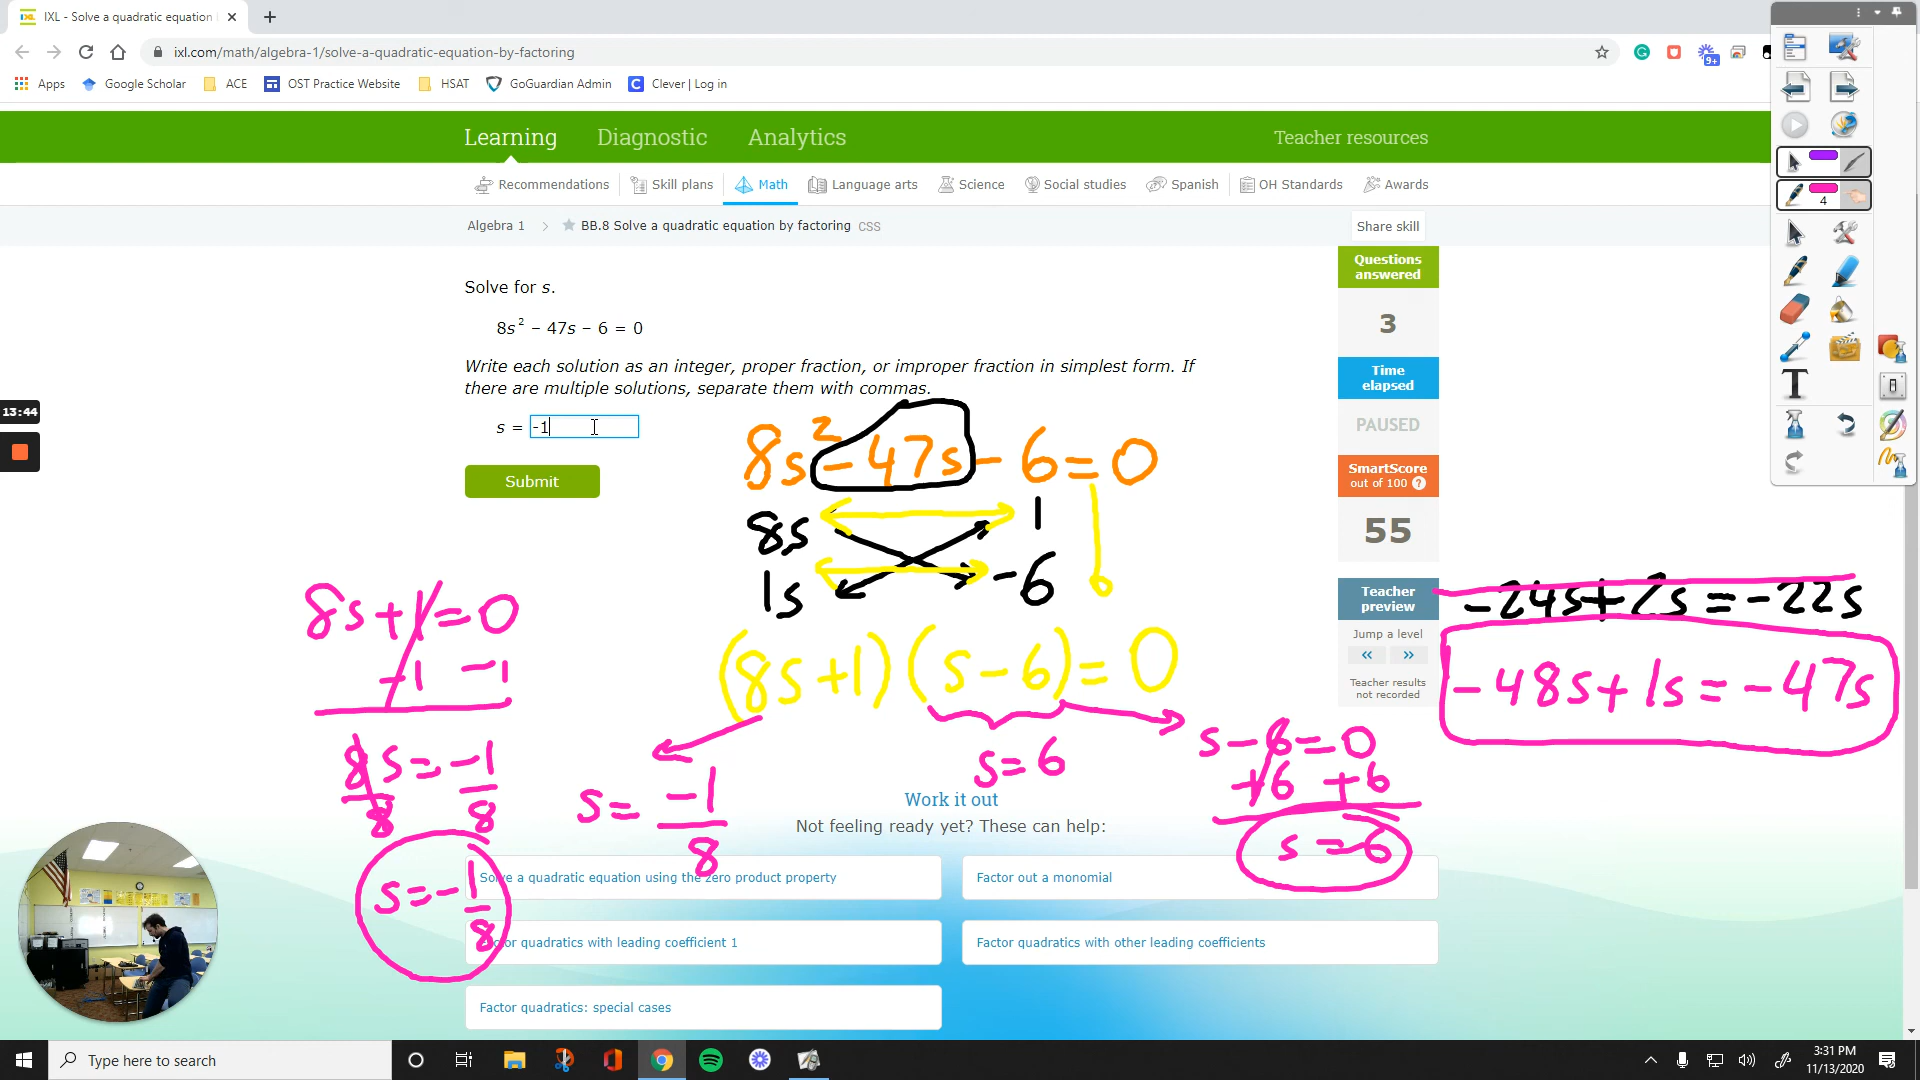 IXL - Solve a quadratic equation
ixl.com/math/algebra-1/solve-a-quadratic-equation-by-factoring
9+
Apps Google Scholar ACE OST Practice Website HSAT GoGuardian Admin Clever | Log in
Learning Diagnostic Analytics Teacher resources
Recommendations Skill plans Math Language arts Science Social studies Spanish OH Standards Awards
Algebra 1 > BB.8 Solve a quadratic equation by factoring CSS
Share skill
Solve for s.
8s² − 47s − 6 = 0
Write each solution as an integer, proper fraction, or improper fraction in simplest form. If
there are multiple solutions, separate them with commas.
s = -1
Submit
Questions
answered
3
Time
elapsed
PAUSED
SmartScore
out of 100 ?
55
Teacher
preview
Jump a level
« »
Teacher results
not recorded
4
T
13:44
8s² − 47s − 6 = 0
8s 1
1s -6
(8s+1)(s−6)=0
8s+1=0
-1 -1
8s=-1
8 8
s=-1
8
s=-1
8
s=6
s−6=0
+6 +6
s=6
-24s+2s=-22s
-48s+1s=-47s
Work it out
Not feeling ready yet? These can help:
Solve a quadratic equation using the zero product property
Factor out a monomial
Factor quadratics with leading coefficient 1
Factor quadratics with other leading coefficients
Factor quadratics: special cases
Type here to search
3:31 PM
11/13/2020